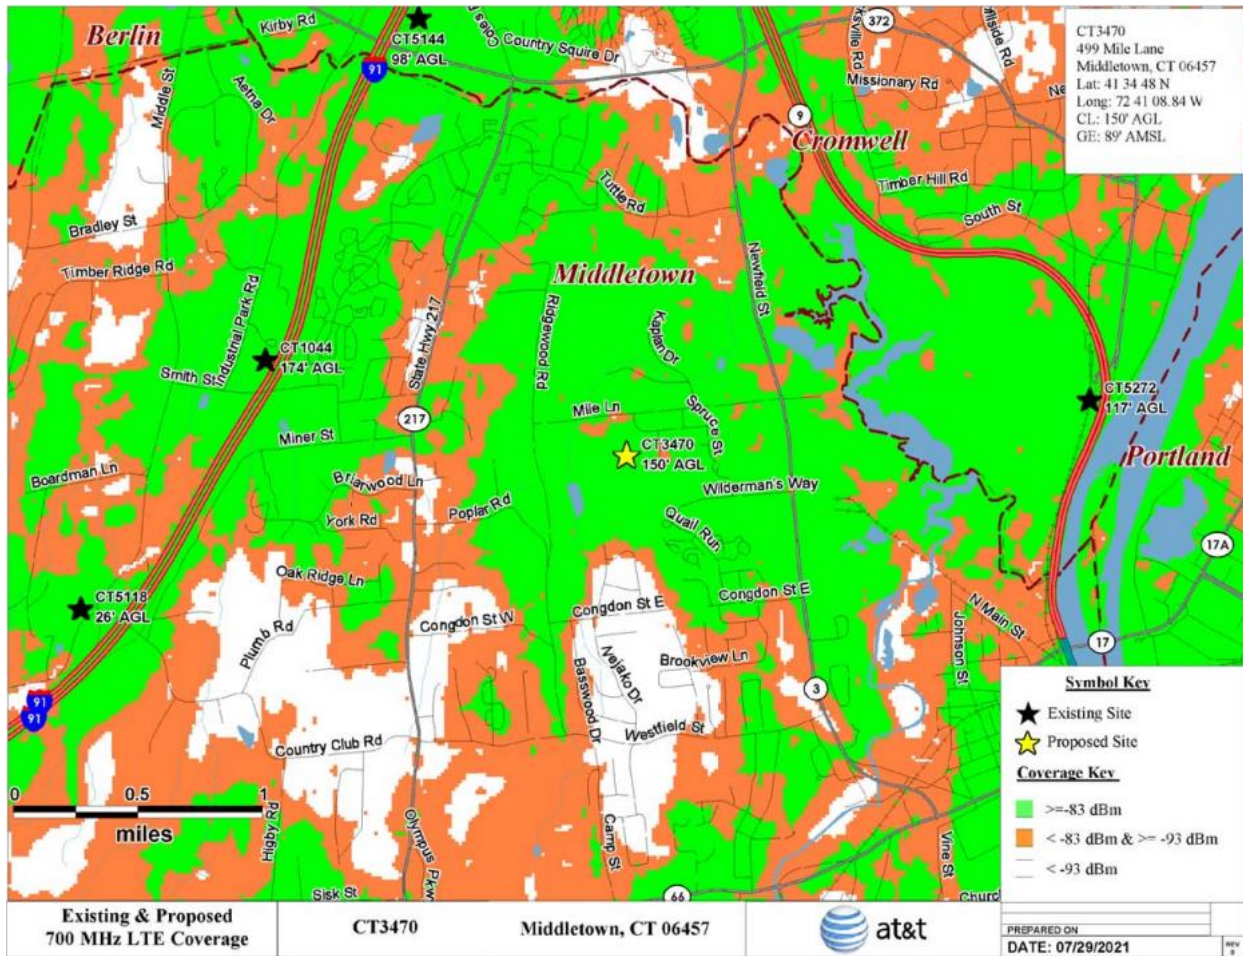 Berlin
Kirby Rd
CT5144
98' AGL
91
Country Squire Dr
372
Missionary Rd
CT3470
499 Mile Lane
Middletown, CT 06457
Lat: 41 34 48 N
Long: 72 41 08.84 W
CL: 150' AGL
GE: 89' AMSL
Middle St
Aetna Dr
9
Cromwell
Tuttle Rd
Timber Hill Rd
South St
Bradley St
Timber Ridge Rd
Middletown
Newfield St
Industrial Park Rd
State Hwy 217
Ridgewood Rd
Kaplan Dr
CT1044
174' AGL
Smith St
CT5272
117' AGL
Mile Ln
Spruce St
217
Miner St
CT3470
150' AGL
Portland
Boardman Ln
Briarwood Ln
Wilderman's Way
York Rd
Poplar Rd
Quail Run
17A
Oak Ridge Ln
CT5118
26' AGL
Congdon St E
Congdon St E
N Main St
Johnson St
Plumb Rd
Congdon St W
17
Nejako Dr
Brookview Ln
Basswood Dr
3
91
91
Westfield St
Country Club Rd
Symbol Key
Existing Site
Proposed Site
Coverage Key
>=-83 dBm
< -83 dBm & >= -93 dBm
< -93 dBm
0 0.5 1
miles
Higby Rd
Olympus Pkw
Camp St
Vine St
Sisk St
66
Church
Existing & Proposed
700 MHz LTE Coverage
CT3470
Middletown, CT 06457
at&t
PREPARED ON
DATE: 07/29/2021
REV